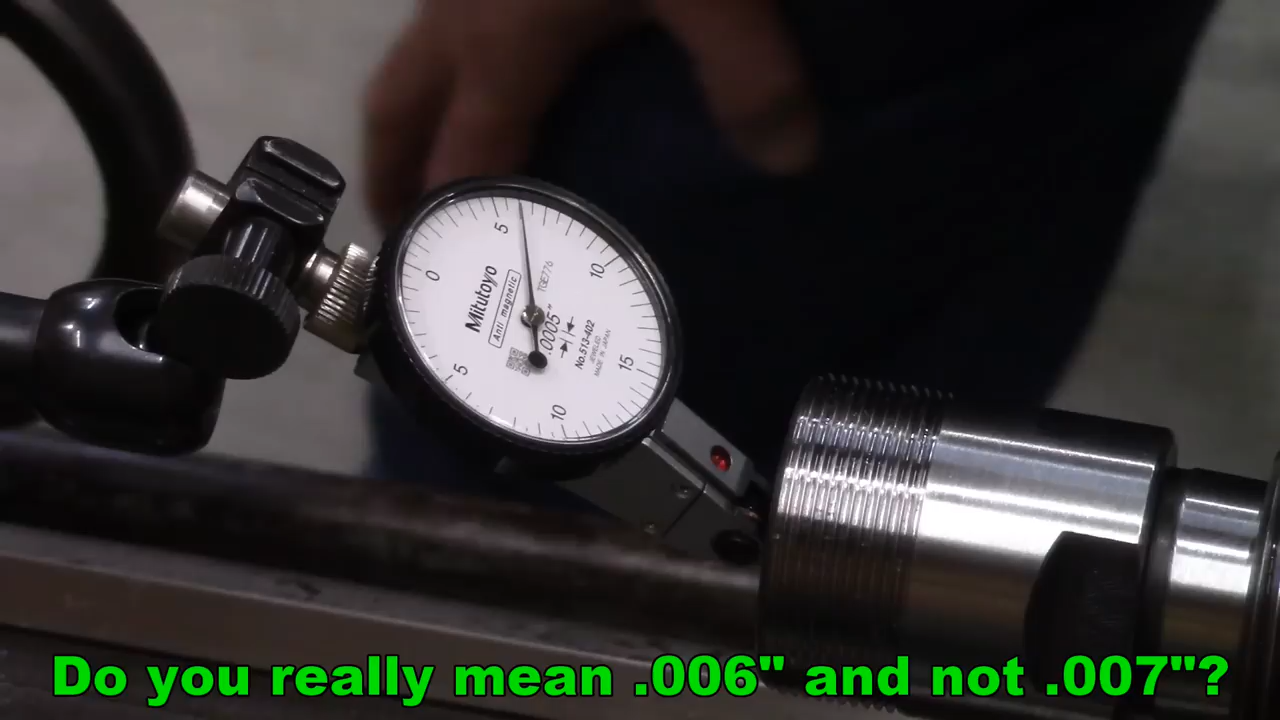 5
0
10
Mitutoyo
Anti magnetic
TGE776
.0005"
No.513-402
JEWELED
MADE IN JAPAN
15
5
10
Do you really mean .006" and not .007"?